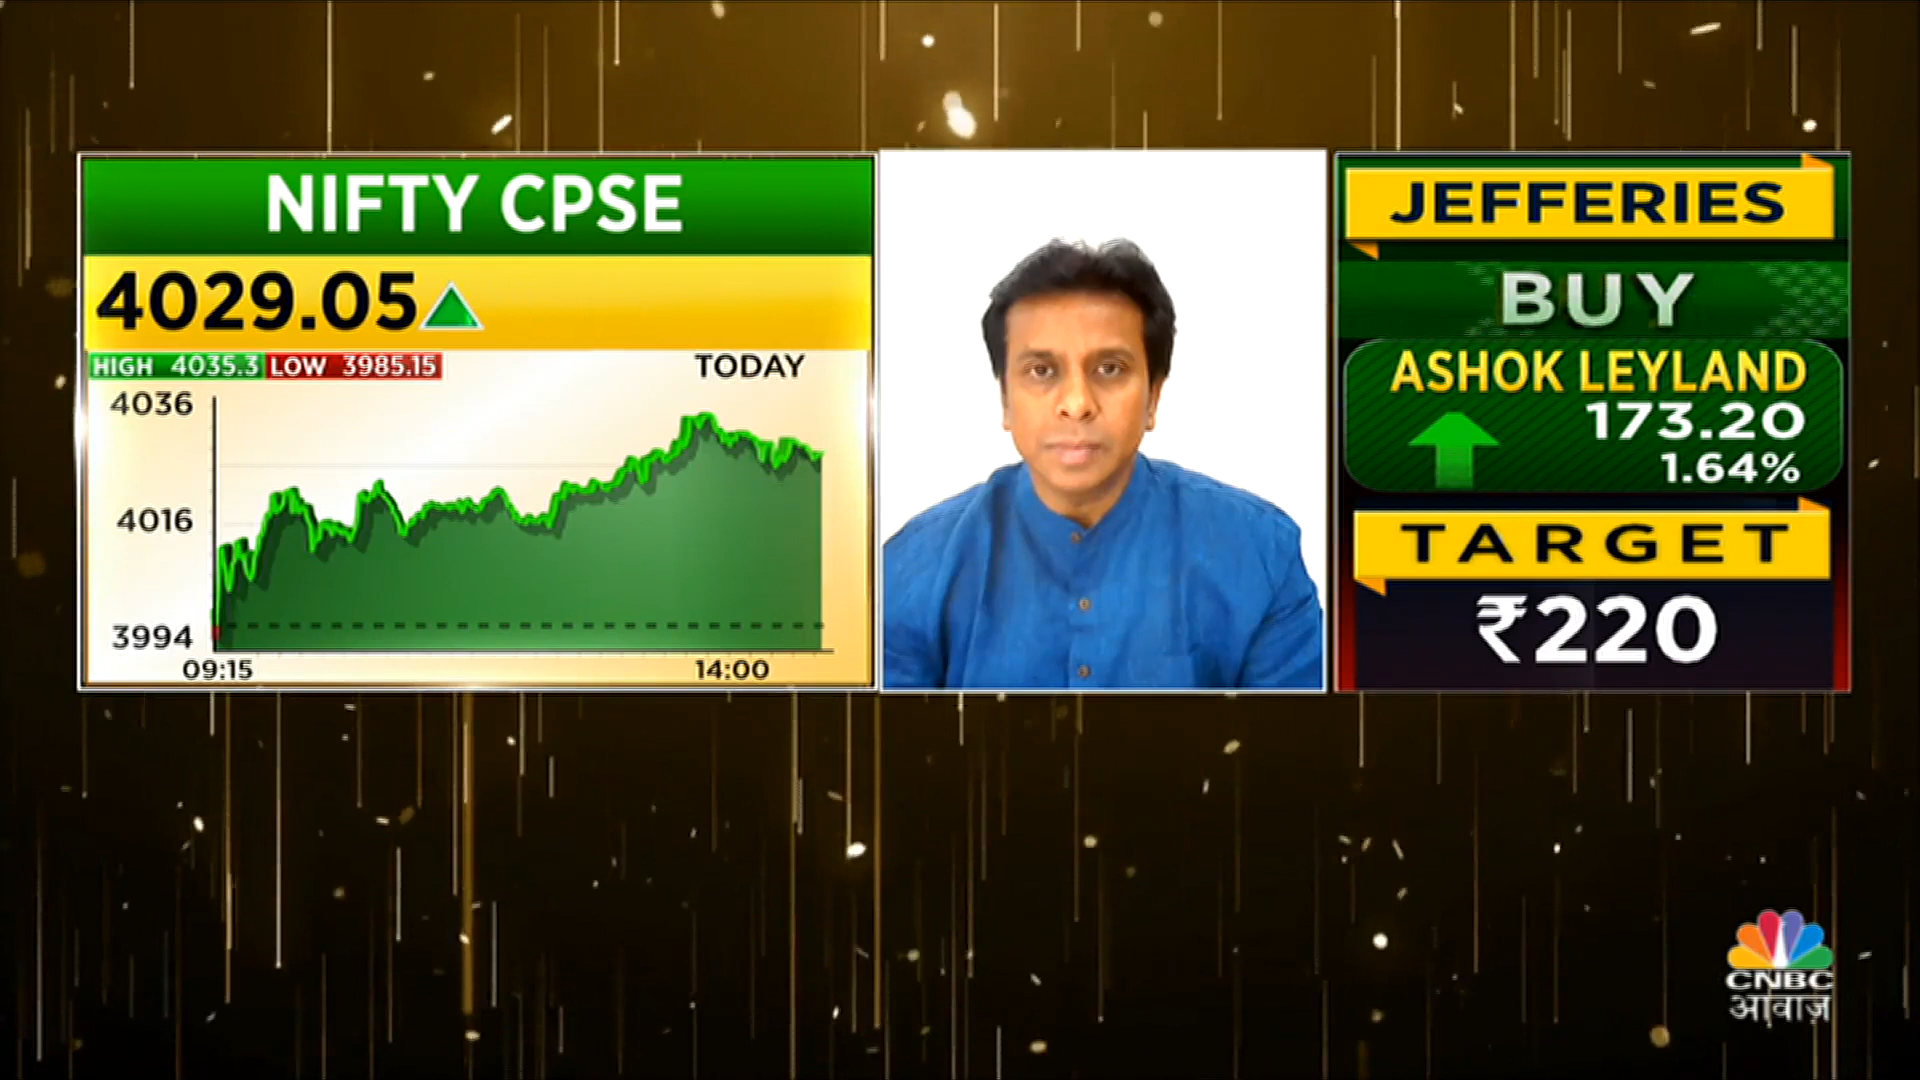 NIFTY CPSE
4029.05
HIGH 4035.3 LOW 3985.15
TODAY
4036
4016
3994
09:15
14:00
JEFFERIES
BUY
ASHOK LEYLAND
173.20
1.64%
TARGET
₹220
CNBC
आवाज़